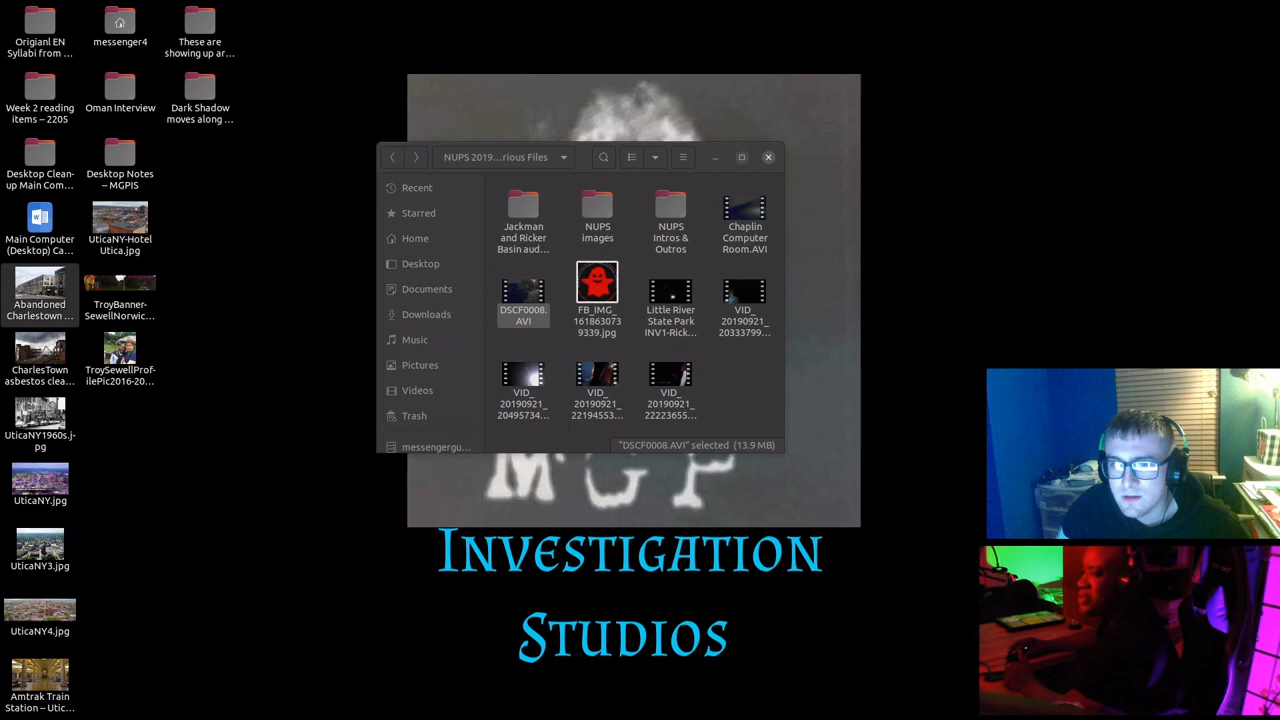 Origianl EN
Syllabi from ...
messenger4
These are
showing up ar...
Week 2 reading
items – 2205
Oman Interview
Dark Shadow
moves along ...
Desktop Clean-
up Main Com...
Desktop Notes
– MGPIS
Main Computer
(Desktop) Ca...
UticaNY-Hotel
Utica.jpg
Abandoned
Charlestown ...
TroyBanner-
SewellNorwic...
CharlesTown
asbestos clea...
TroySewellProf-
ilePic2016-20...
UticaNY1960s.j-
pg
UticaNY.jpg
UticaNY3.jpg
UticaNY4.jpg
Amtrak Train
Station – Utic...
NUPS 2019...rious Files
Recent
Starred
Home
Desktop
Documents
Downloads
Music
Pictures
Videos
Trash
messengergu...
Jackman
and Ricker
Basin aud...
NUPS
images
NUPS
Intros &
Outros
Chaplin
Computer
Room.AVI
DSCF0008.
AVI
FB_IMG_
161863073
9339.jpg
Little River
State Park
INV1-Rick...
VID_
20190921_
20333799...
VID_
20190921_
20495734...
VID_
20190921_
22194553...
VID_
20190921_
22223655...
"DSCF0008.AVI" selected (13.9 MB)
MGP
Investigation
Studios